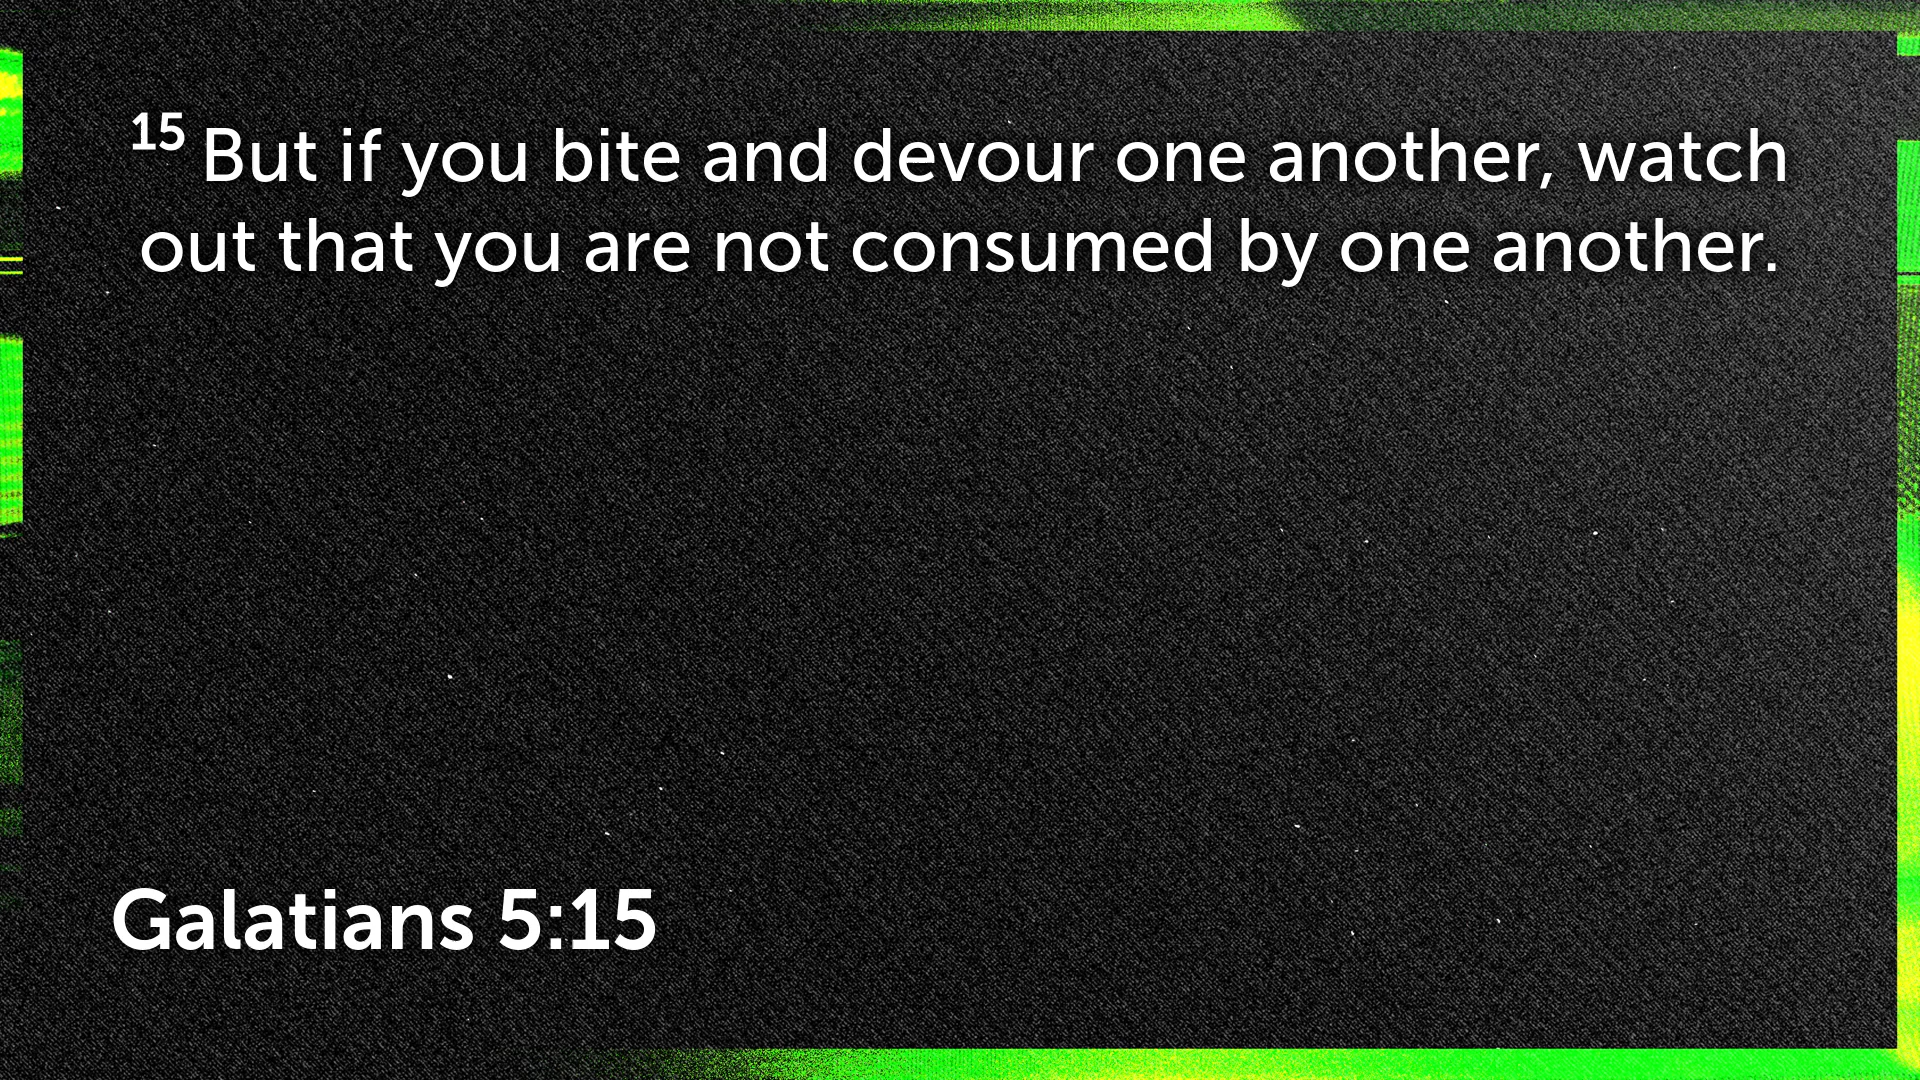 15 But if you bite and devour one another, watch
out that you are not consumed by one another.
Galatians 5:15